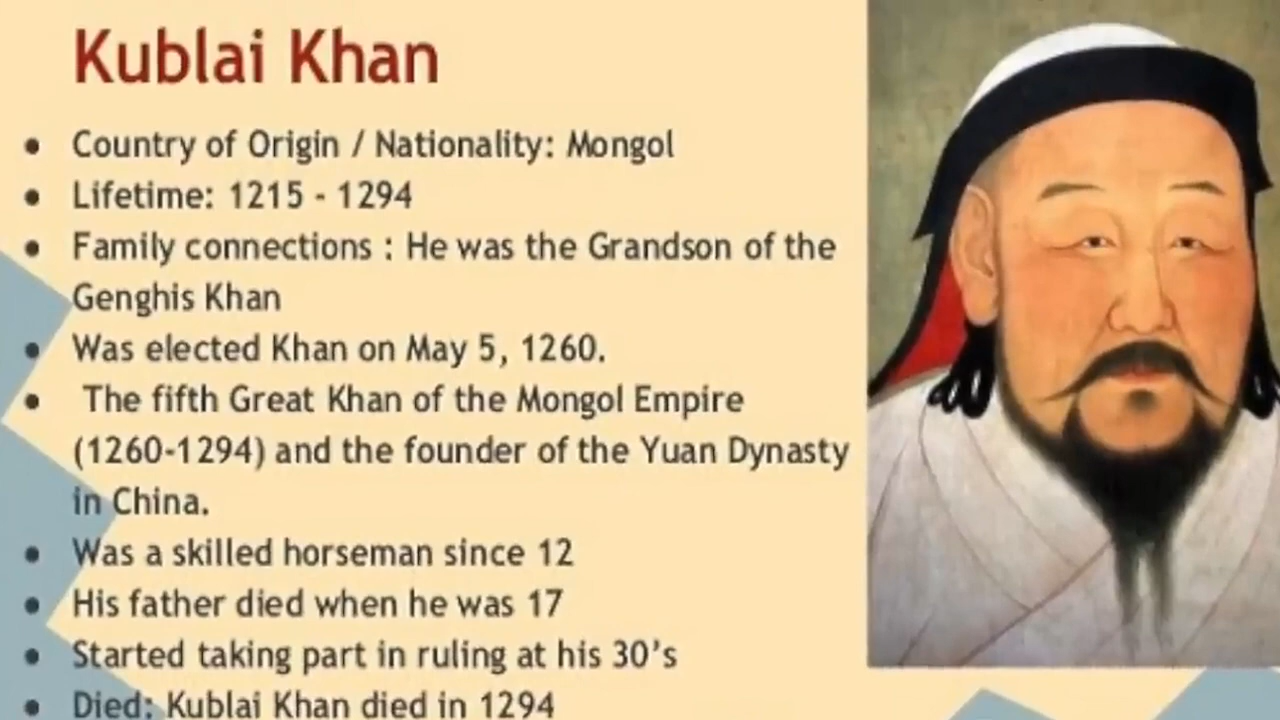 Kublai Khan
• Country of Origin / Nationality: Mongol
• Lifetime: 1215 - 1294
• Family connections : He was the Grandson of the
Genghis Khan
• Was elected Khan on May 5, 1260.
• The fifth Great Khan of the Mongol Empire
(1260-1294) and the founder of the Yuan Dynasty
in China.
• Was a skilled horseman since 12
• His father died when he was 17
• Started taking part in ruling at his 30's
• Died: Kublai Khan died in 1294